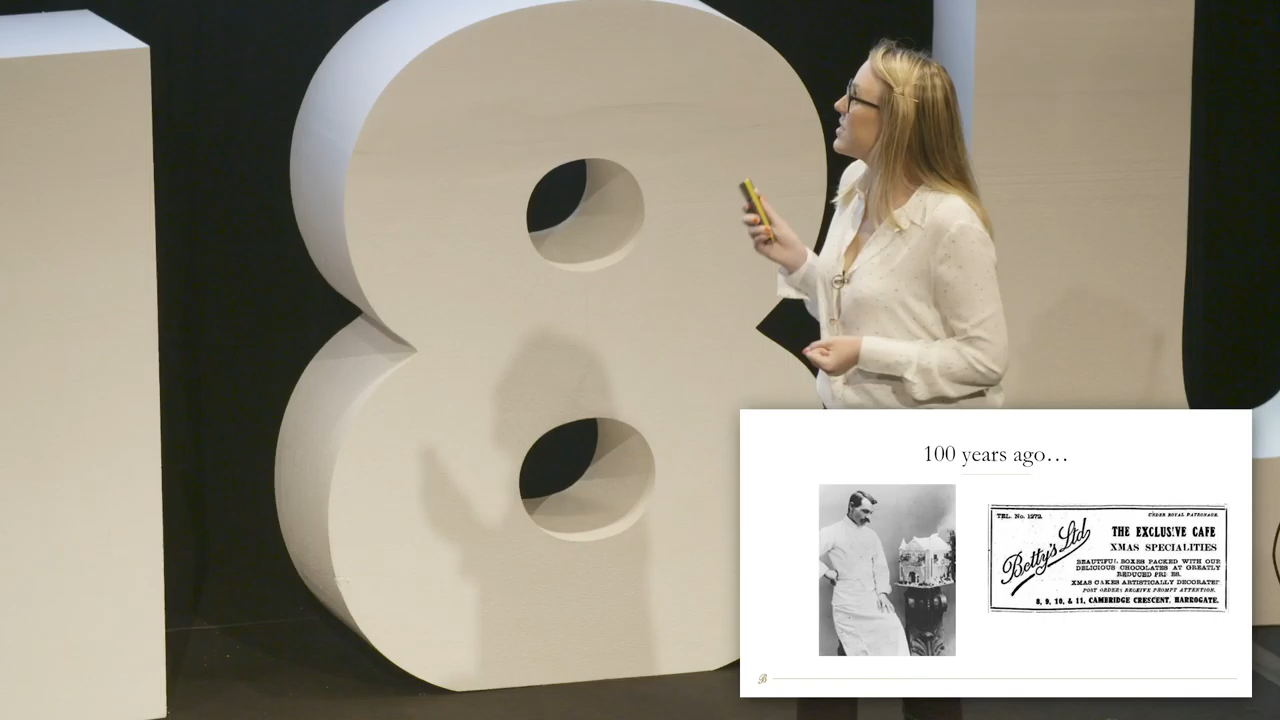 8
100 years ago...
TEL. No. 1272.
UNDER ROYAL PATRONAGE.
Betty's Ltd
THE EXCLUSIVE CAFE
XMAS SPECIALITIES
BEAUTIFUL BOXES PACKED WITH OUR
DELICIOUS CHOCOLATES AT GREATLY
REDUCED
XMAS CAKES ARTISTICALLY
POST ORDERS RECEIVE PROMPT ATTENTION.
8, 9, 10, & 11, CAMBRIDGE CRESCENT, HARROGATE.
B